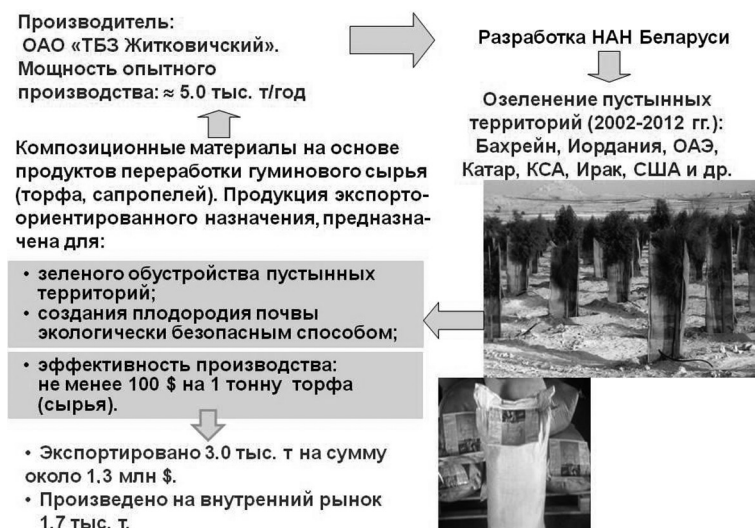 Производитель:
ОАО «ТБЗ Житковичский».
Мощность опытного
производства: ≈ 5.0 тыс. т/год
Разработка НАН Беларуси
Озеленение пустынных
территорий (2002-2012 гг.):
Бахрейн, Иордания, ОАЭ,
Катар, КСА, Ирак, США и др.
Композиционные материалы на основе
продуктов переработки гуминового сырья
(торфа, сапропелей). Продукция экспорто-
ориентированного назначения, предназна-
чена для:
• зеленого обустройства пустынных
территорий;
• создания плодородия почвы
экологически безопасным способом;
• эффективность производства:
не менее 100 $ на 1 тонну торфа
(сырья).
• Экспортировано 3.0 тыс. т на сумму
около 1,3 млн $.
• Произведено на внутренний рынок
1,7 тыс. т.